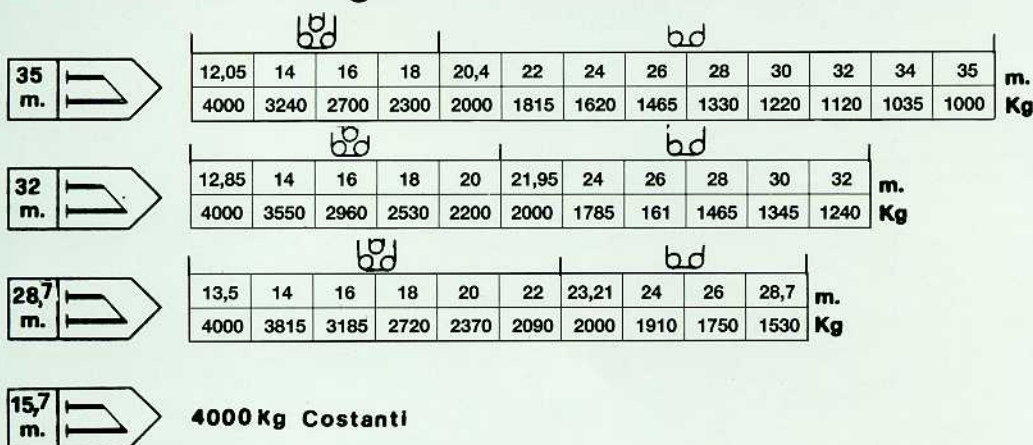 35 m.
12,05 14 16 18 20,4 22 24 26 28 30 32 34 35 m.
4000 3240 2700 2300 2000 1815 1620 1465 1330 1220 1120 1035 1000 Kg
32 m.
12,85 14 16 18 20 21,95 24 26 28 30 32 m.
4000 3550 2960 2530 2200 2000 1785 161 1465 1345 1240 Kg
28,7 m.
13,5 14 16 18 20 22 23,21 24 26 28,7 m.
4000 3815 3185 2720 2370 2090 2000 1910 1750 1530 Kg
15,7 m.
4000 Kg Costanti